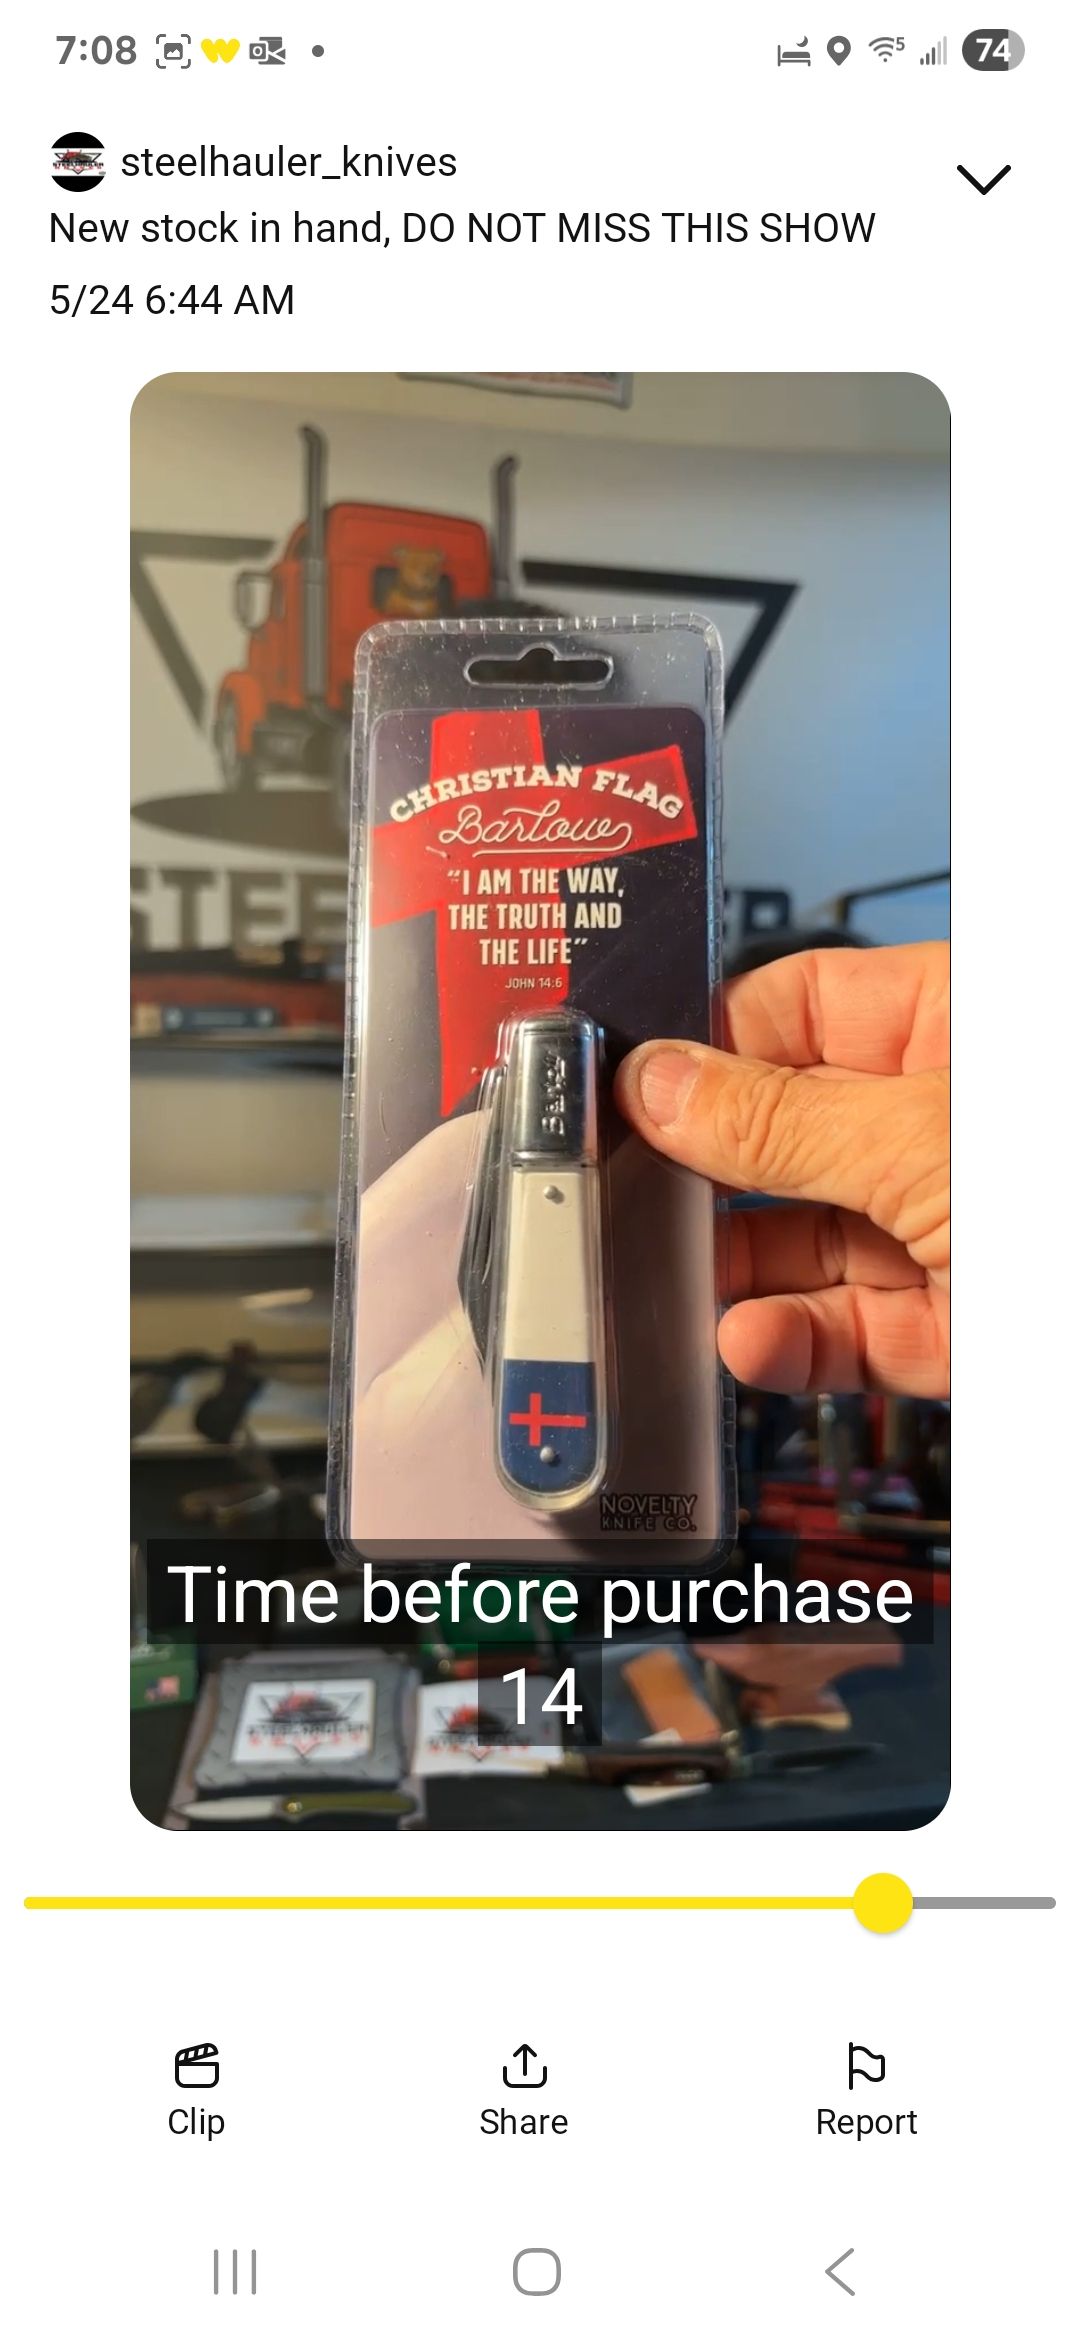 7:08
5
74
steelhauler_knives
New stock in hand, DO NOT MISS THIS SHOW
5/24 6:44 AM
CHRISTIAN FLAG
Barlow
"I AM THE WAY,
THE TRUTH AND
THE LIFE"
JOHN 14:6
Barlow
NOVELTY
KNIFE CO.
Time before purchase
14
Clip
Share
Report